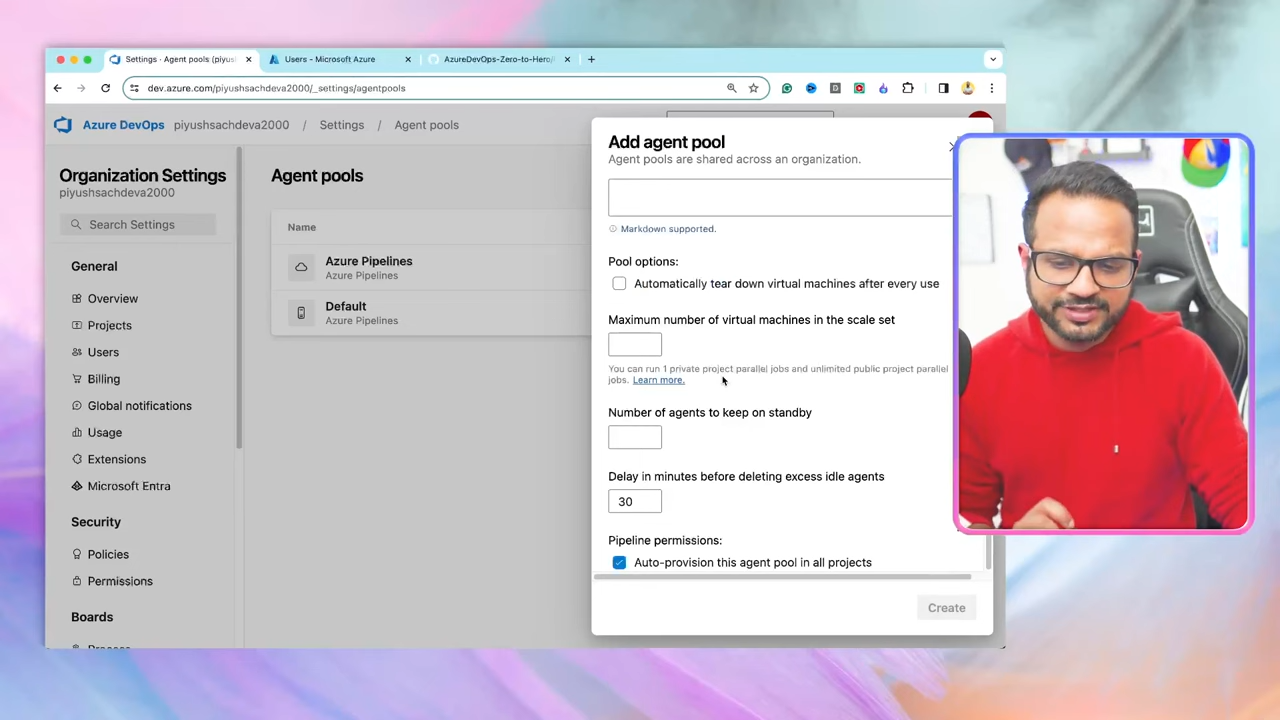 Settings · Agent pools (piyus
Users - Microsoft Azure
AzureDevOps-Zero-to-Hero/
dev.azure.com/piyushsachdeva2000/_settings/agentpools
Azure DevOps piyushsachdeva2000 / Settings / Agent pools
Organization Settings
piyushsachdeva2000
Search Settings
General
Overview
Projects
Users
Billing
Global notifications
Usage
Extensions
Microsoft Entra
Security
Policies
Permissions
Boards
Process
Agent pools
Name
Azure Pipelines
Azure Pipelines
Default
Azure Pipelines
Add agent pool
Agent pools are shared across an organization.
Markdown supported.
Pool options:
Automatically tear down virtual machines after every use
Maximum number of virtual machines in the scale set
You can run 1 private project parallel jobs and unlimited public project parallel
jobs. Learn more.
Number of agents to keep on standby
Delay in minutes before deleting excess idle agents
30
Pipeline permissions:
Auto-provision this agent pool in all projects
Create